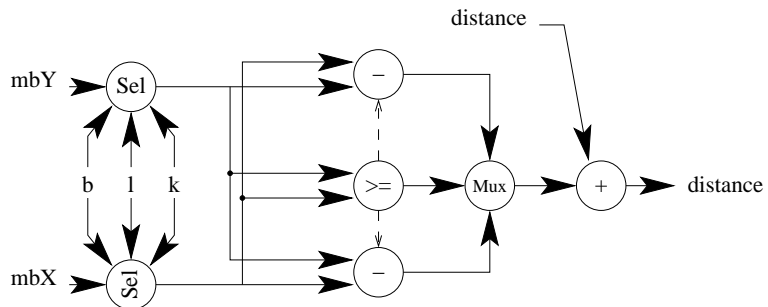 distance
mbY
Sel
−
b
l
k
>=
Mux
+
distance
mbX
Sel
−